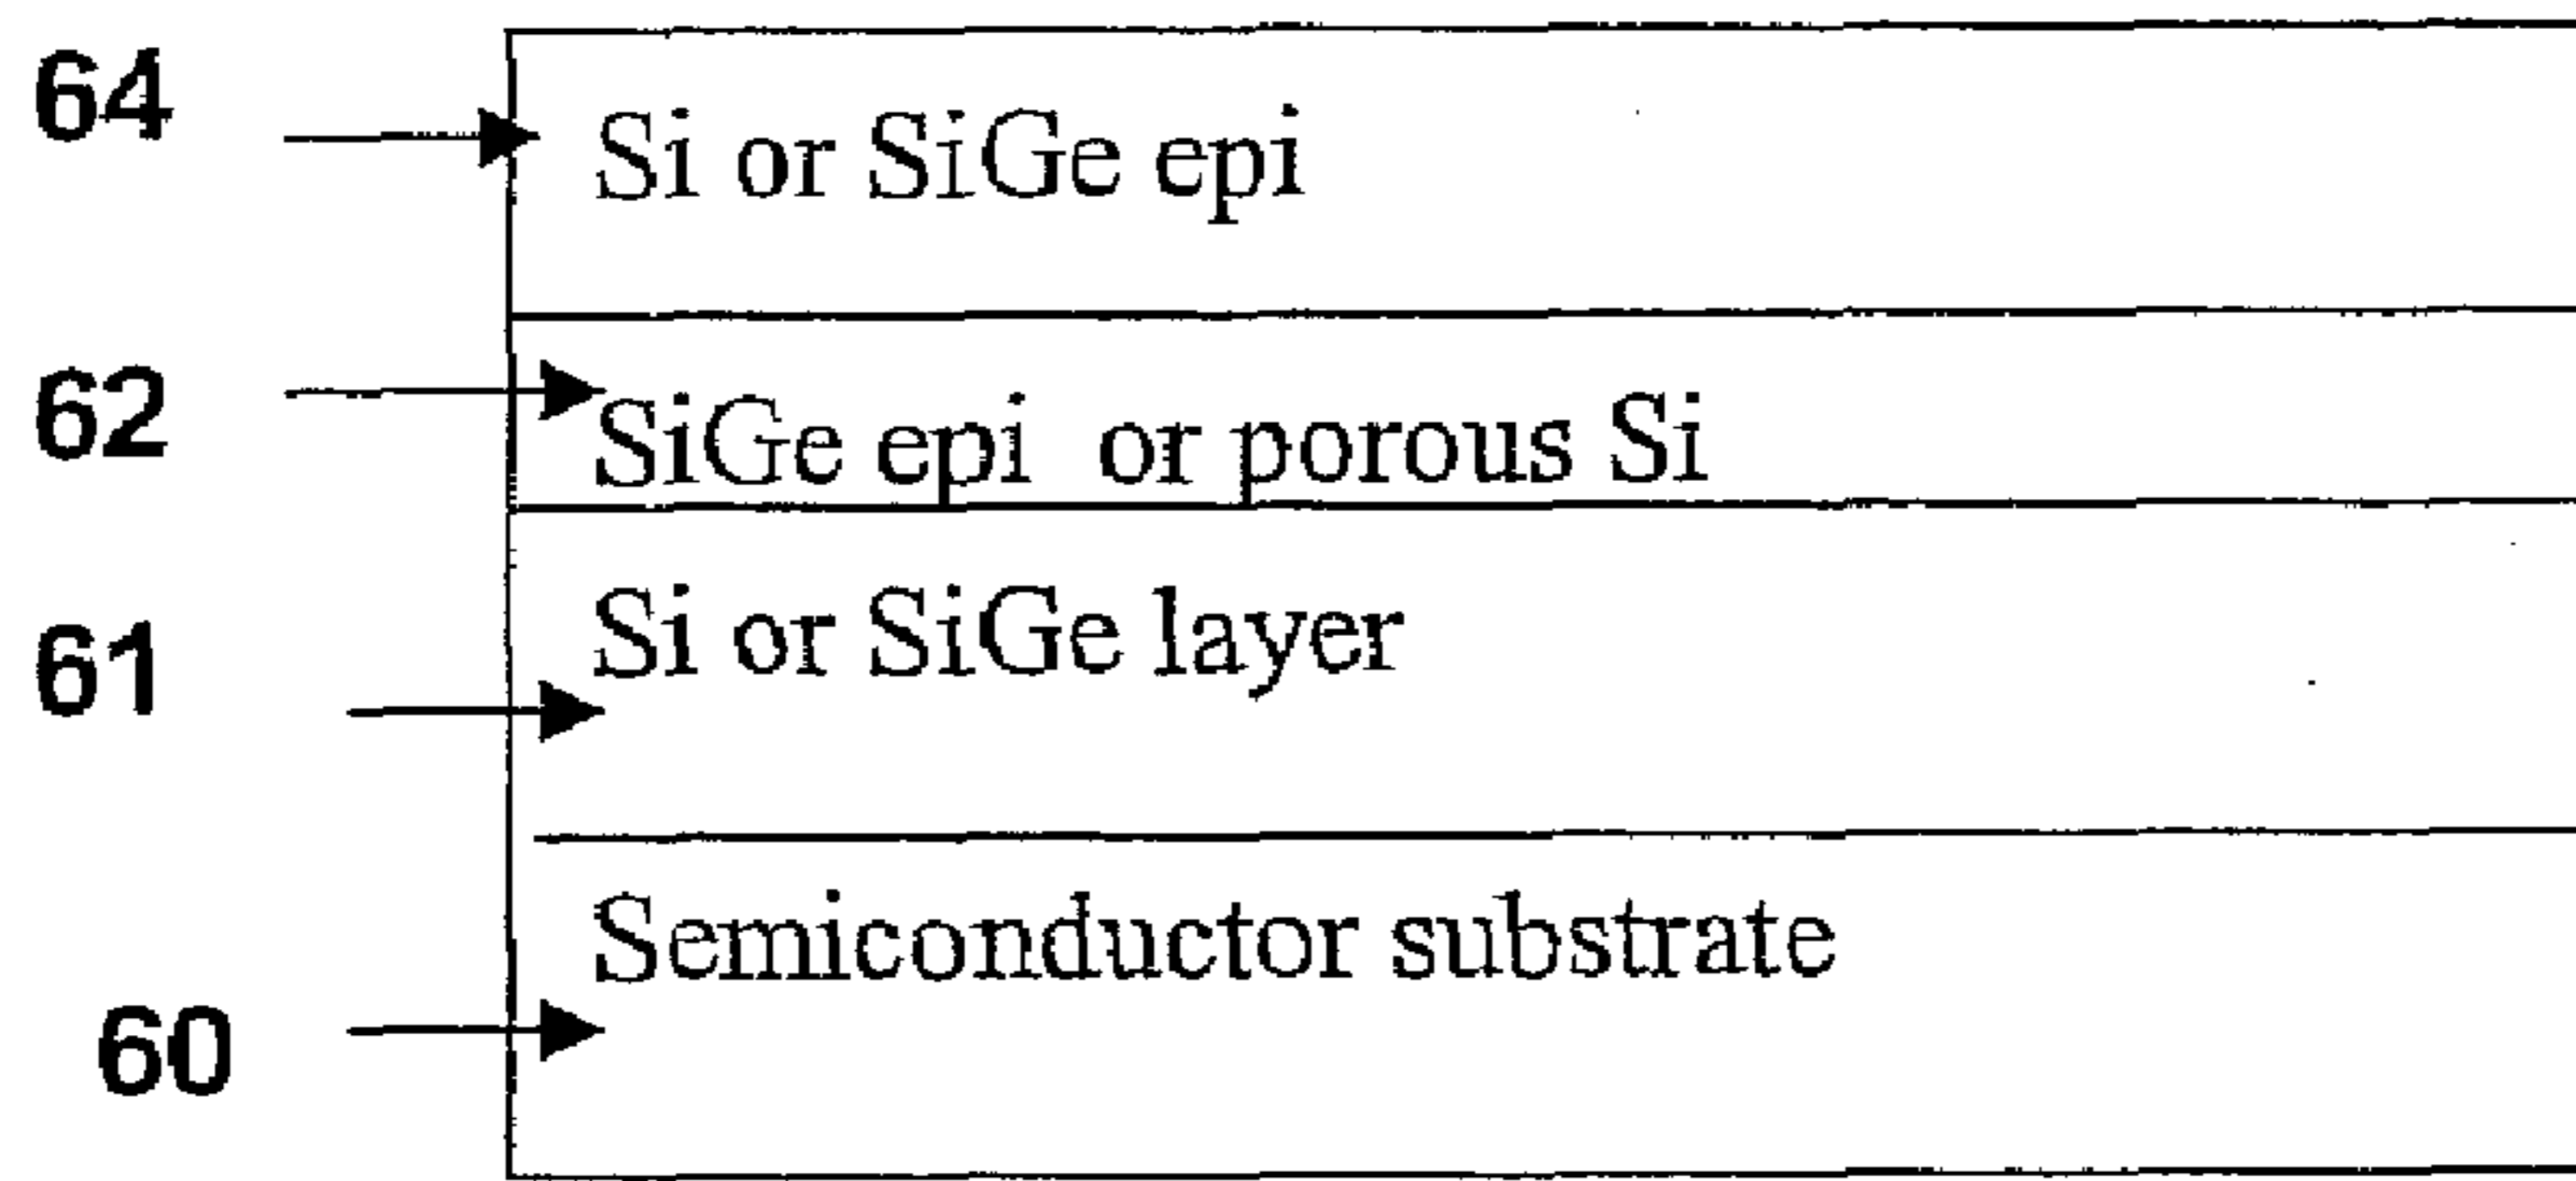 64
Si or SiGe epi
62
SiGe epi or porous Si
61
Si or SiGe layer
Semiconductor substrate
60